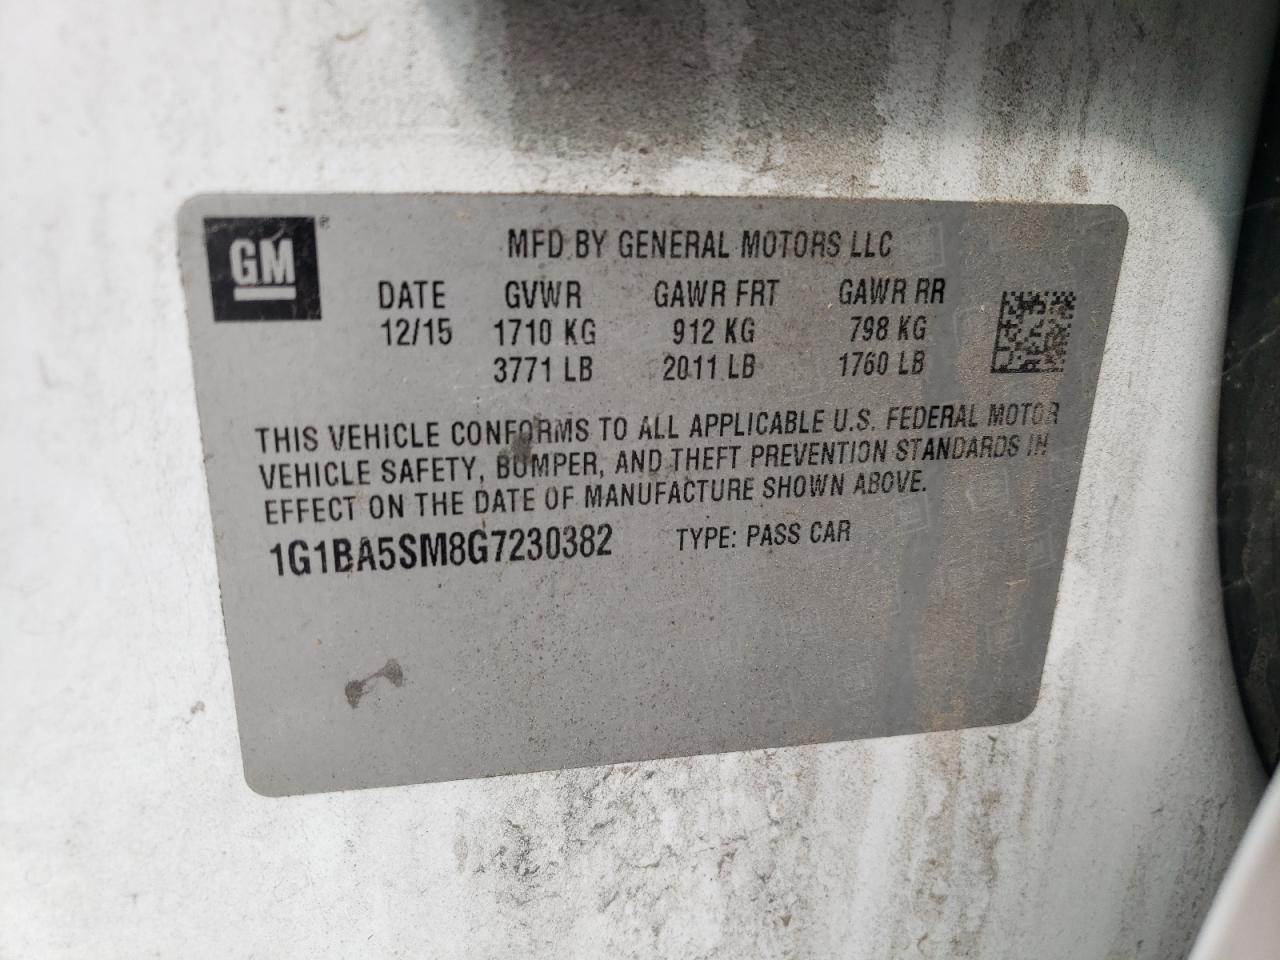 GM
MFD BY GENERAL MOTORS LLC
DATE GVWR GAWR FRT GAWR RR
12/15 1710 KG 912 KG 798 KG
3771 LB 2011 LB 1760 LB
THIS VEHICLE CONFORMS TO ALL APPLICABLE U.S. FEDERAL MOTOR
VEHICLE SAFETY, BUMPER, AND THEFT PREVENTION STANDARDS IN
EFFECT ON THE DATE OF MANUFACTURE SHOWN ABOVE.
1G1BA5SM8G7230382 TYPE: PASS CAR